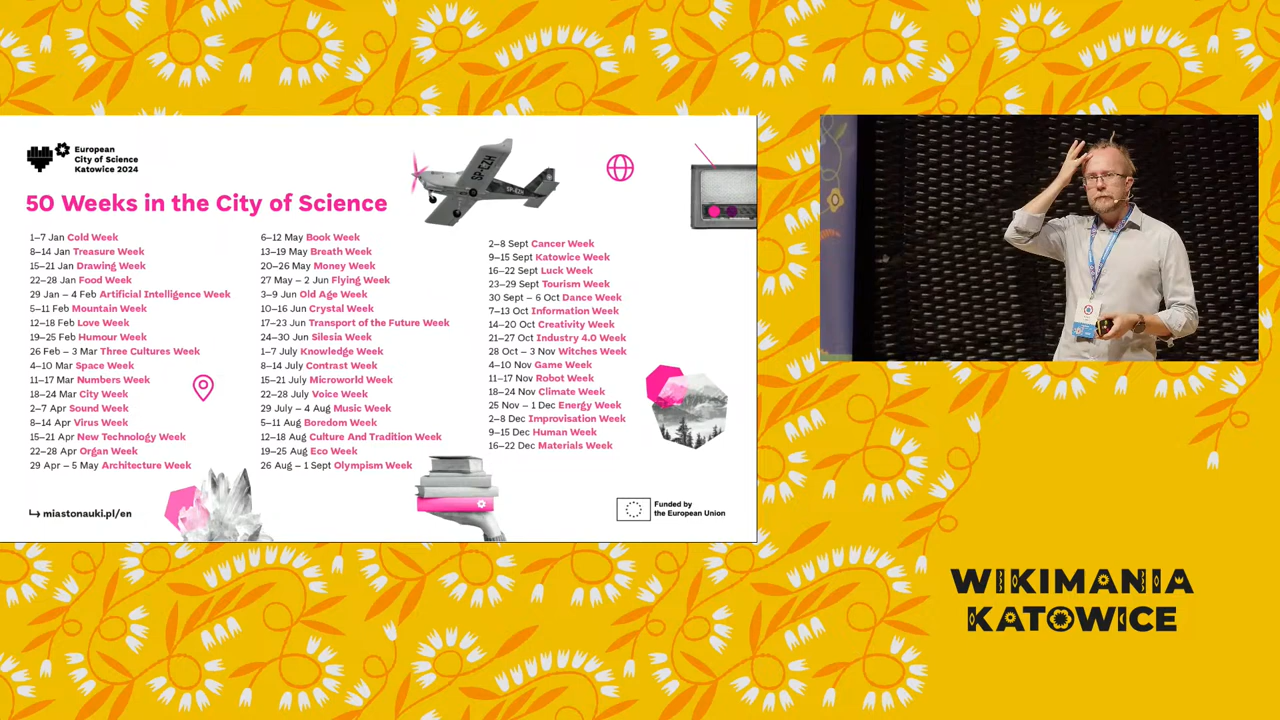 European
City of Science
Katowice 2024
50 Weeks in the City of Science
1–7 Jan Cold Week
8–14 Jan Treasure Week
15–21 Jan Drawing Week
22–28 Jan Food Week
29 Jan – 4 Feb Artificial Intelligence Week
5–11 Feb Mountain Week
12–18 Feb Love Week
19–25 Feb Humour Week
26 Feb – 3 Mar Three Cultures Week
4–10 Mar Space Week
11–17 Mar Numbers Week
18–24 Mar City Week
2–7 Apr Sound Week
8–14 Apr Virus Week
15–21 Apr New Technology Week
22–28 Apr Organ Week
29 Apr – 5 May Architecture Week
6–12 May Book Week
13–19 May Breath Week
20–26 May Money Week
27 May – 2 Jun Flying Week
3–9 Jun Old Age Week
10–16 Jun Crystal Week
17–23 Jun Transport of the Future Week
24–30 Jun Silesia Week
1–7 July Knowledge Week
8–14 July Contrast Week
15–21 July Microworld Week
22–28 July Voice Week
29 July – 4 Aug Music Week
5–11 Aug Boredom Week
12–18 Aug Culture And Tradition Week
19–25 Aug Eco Week
26 Aug – 1 Sept Olympism Week
2–8 Sept Cancer Week
9–15 Sept Katowice Week
16–22 Sept Luck Week
23–29 Sept Tourism Week
30 Sept – 6 Oct Dance Week
7–13 Oct Information Week
14–20 Oct Creativity Week
21–27 Oct Industry 4.0 Week
28 Oct – 3 Nov Witches Week
4–10 Nov Game Week
11–17 Nov Robot Week
18–24 Nov Climate Week
25 Nov – 1 Dec Energy Week
2–8 Dec Improvisation Week
9–15 Dec Human Week
16–22 Dec Materials Week
SP-CZH
SP-CZH
miastonauki.pl/en
Funded by
the European Union
WIKIMANIA
KATOWICE